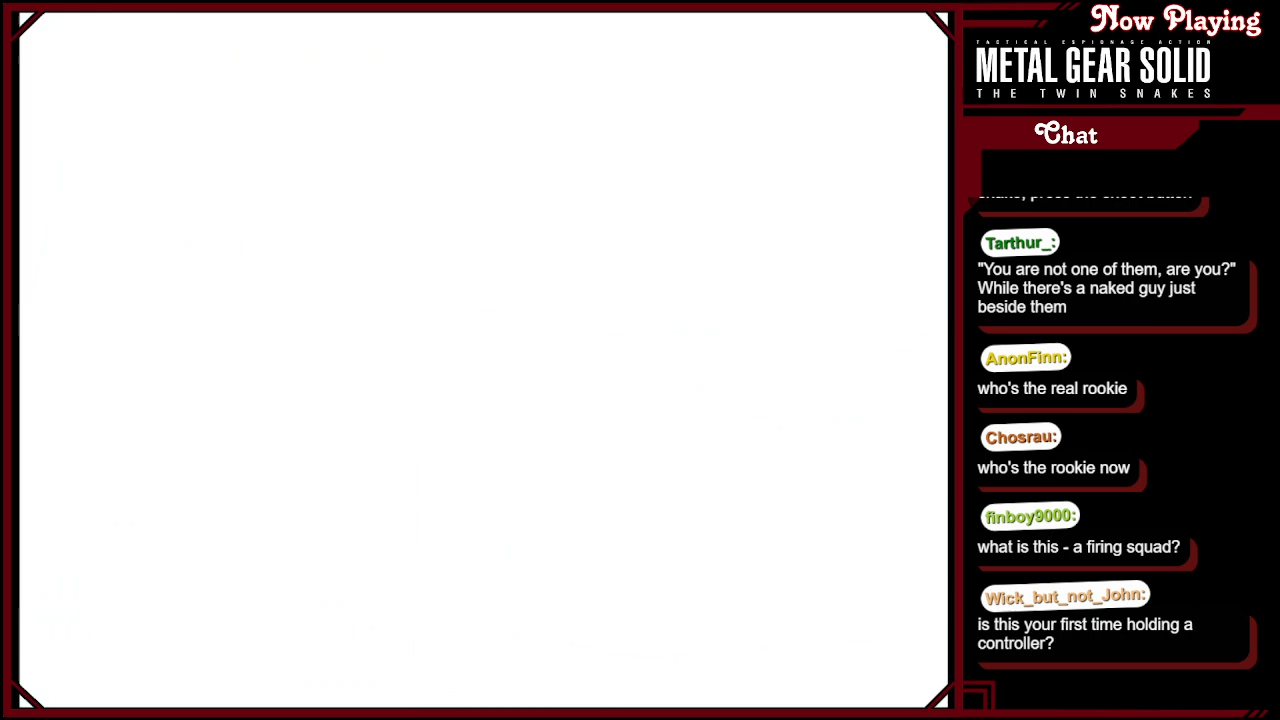 Now Playing
TACTICAL ESPIONAGE ACTION
METAL GEAR SOLID
THE TWIN SNAKES
Chat
Tarthur_:
"You are not one of them, are you?"
While there's a naked guy just
beside them
AnonFinn:
who's the real rookie
Chosrau:
who's the rookie now
finboy9000:
what is this - a firing squad?
Wick_but_not_John:
is this your first time holding a
controller?